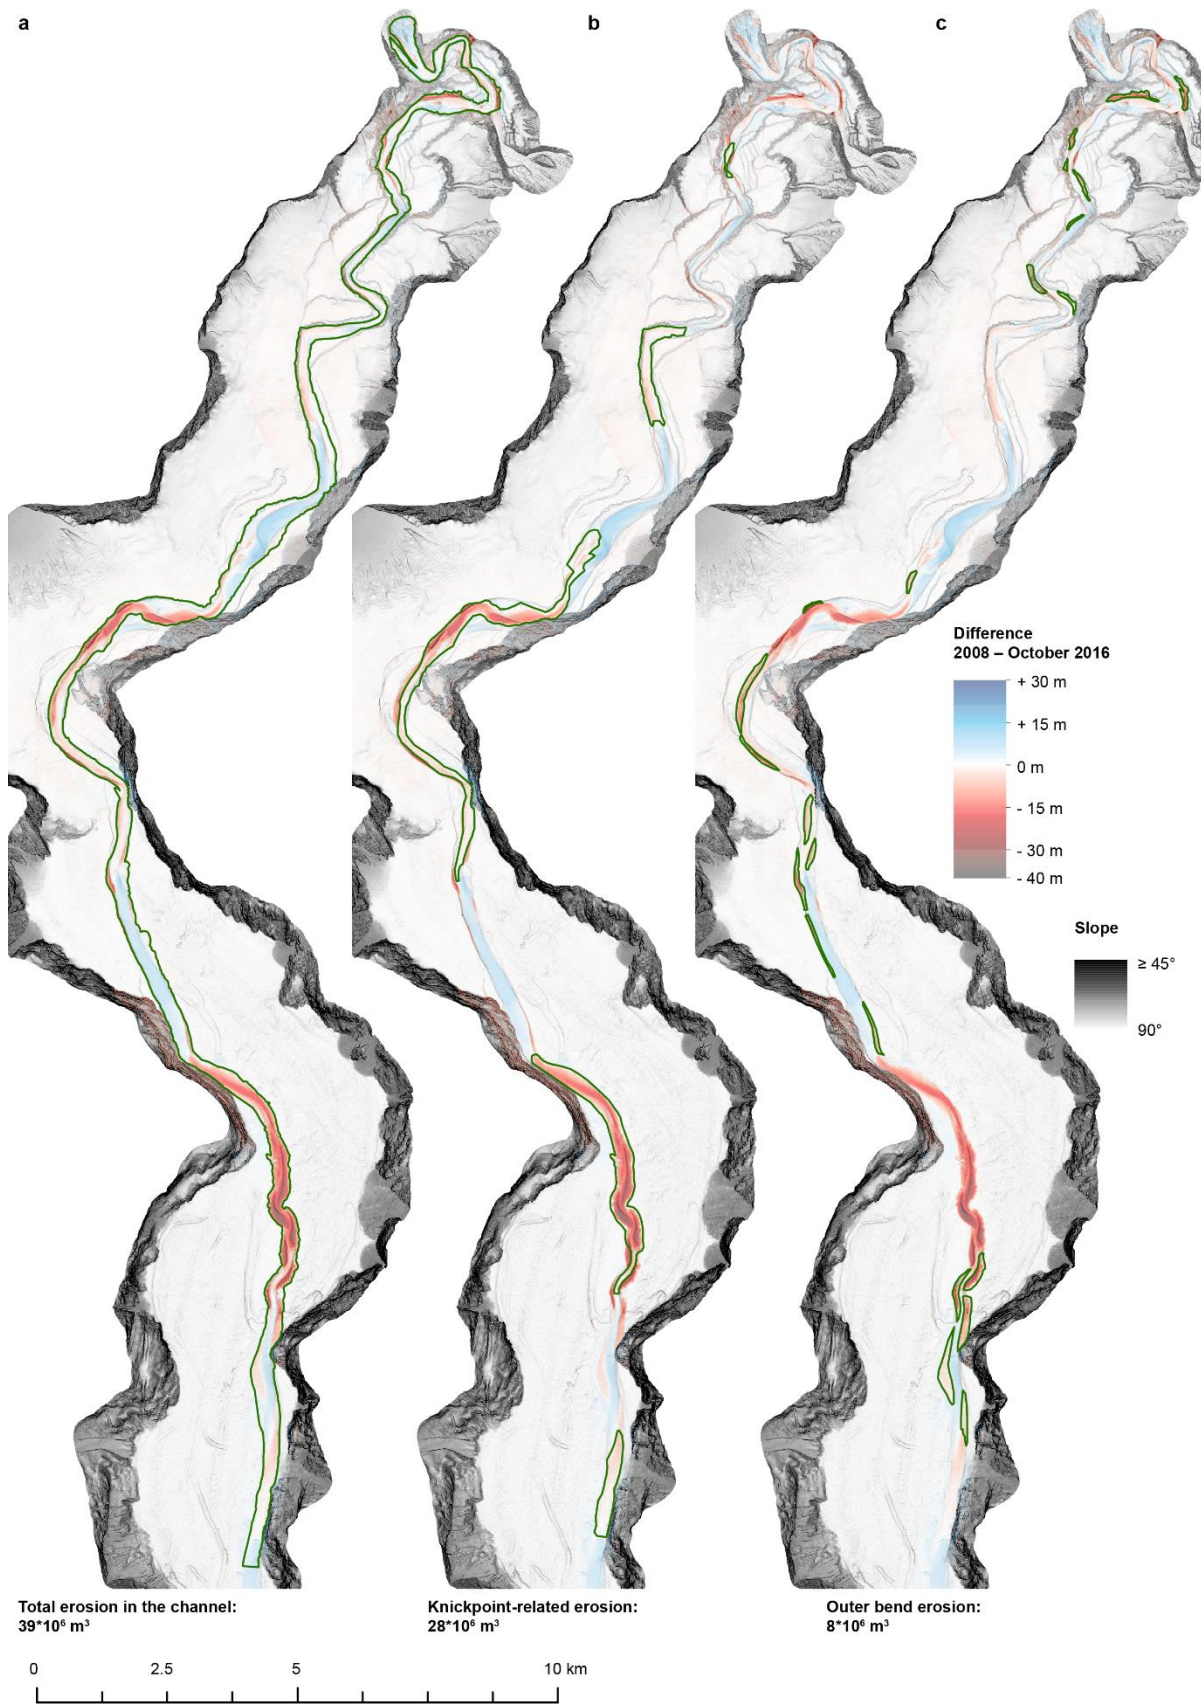 a
b
c
Difference
2008 – October 2016
+ 30 m
+ 15 m
0 m
- 15 m
- 30 m
- 40 m
Slope
≥ 45°
90°
Total erosion in the channel:
39*10⁶ m³
Knickpoint-related erosion:
28*10⁶ m³
Outer bend erosion:
8*10⁶ m³
0
2.5
5
10 km